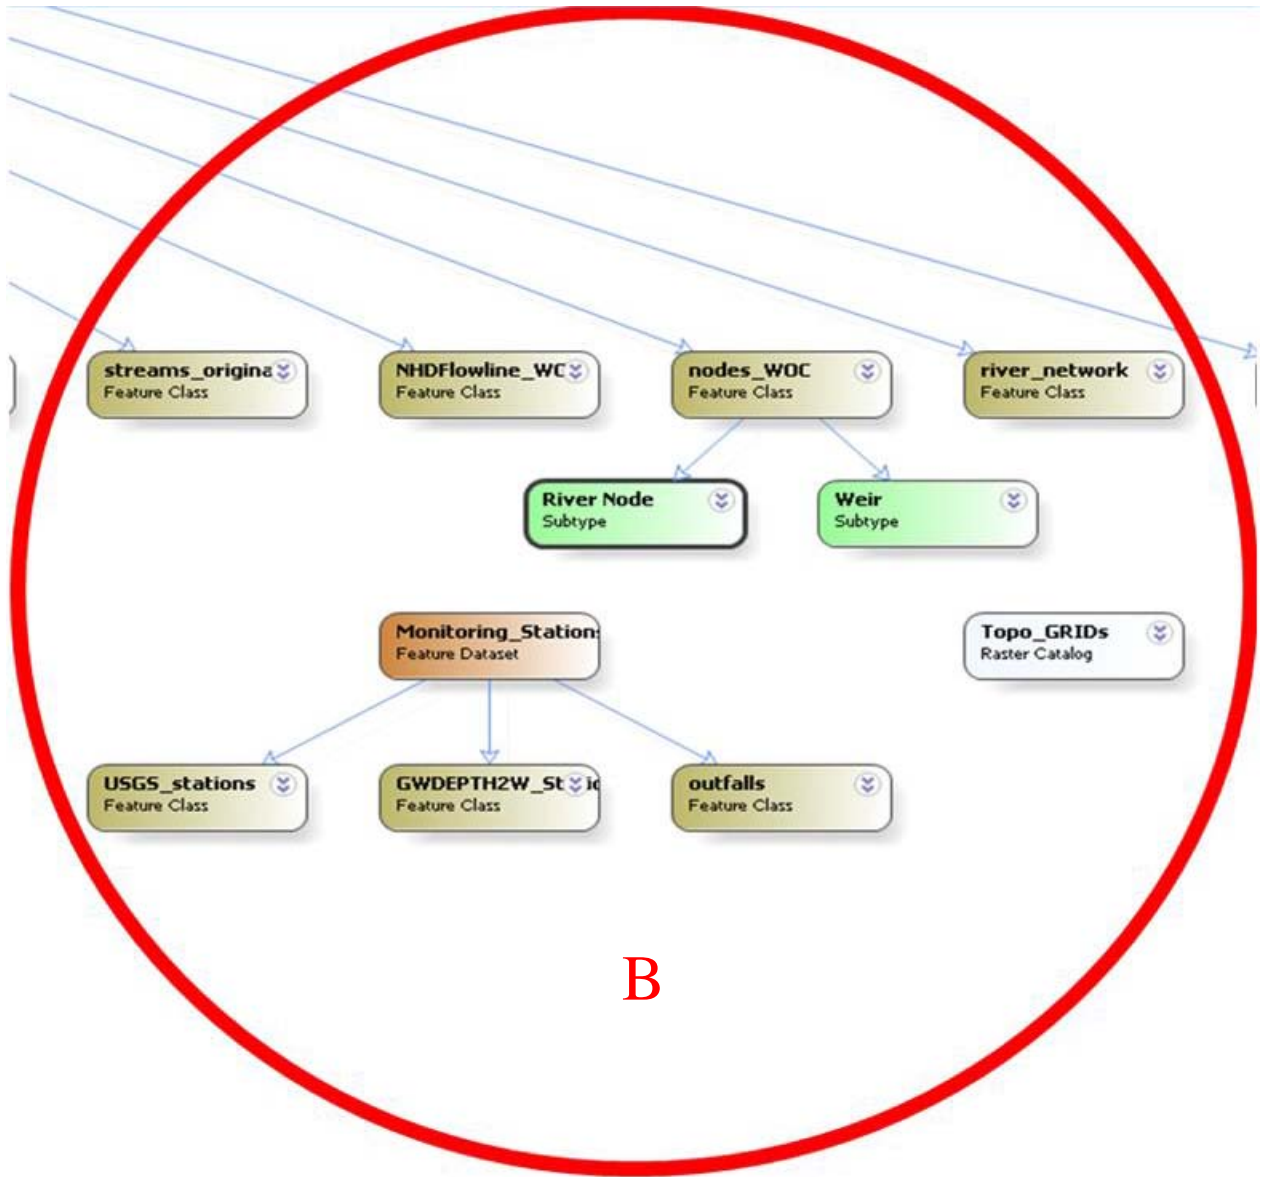 streams_origina
Feature Class
NHDFlowline_WC
Feature Class
nodes_WOC
Feature Class
river_network
Feature Class
River Node
Subtype
Weir
Subtype
Monitoring_Station
Feature Dataset
Topo_GRIDs
Raster Catalog
USGS_stations
Feature Class
GWDEPTH2W_St
Feature Class
outfalls
Feature Class
B